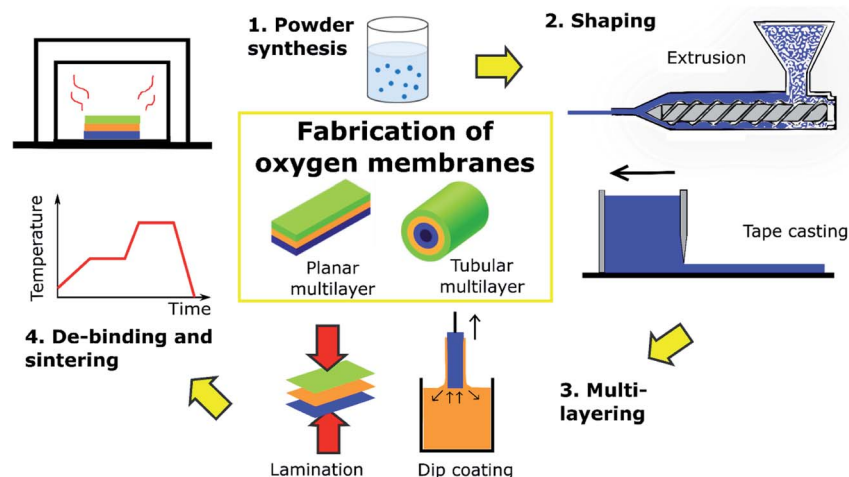 1. Powder
synthesis
2. Shaping
Extrusion
Fabrication of
oxygen membranes
Planar
multilayer
Tubular
multilayer
Tape casting
Temperature
Time
4. De-binding and
sintering
3. Multi-
layering
Lamination
Dip coating